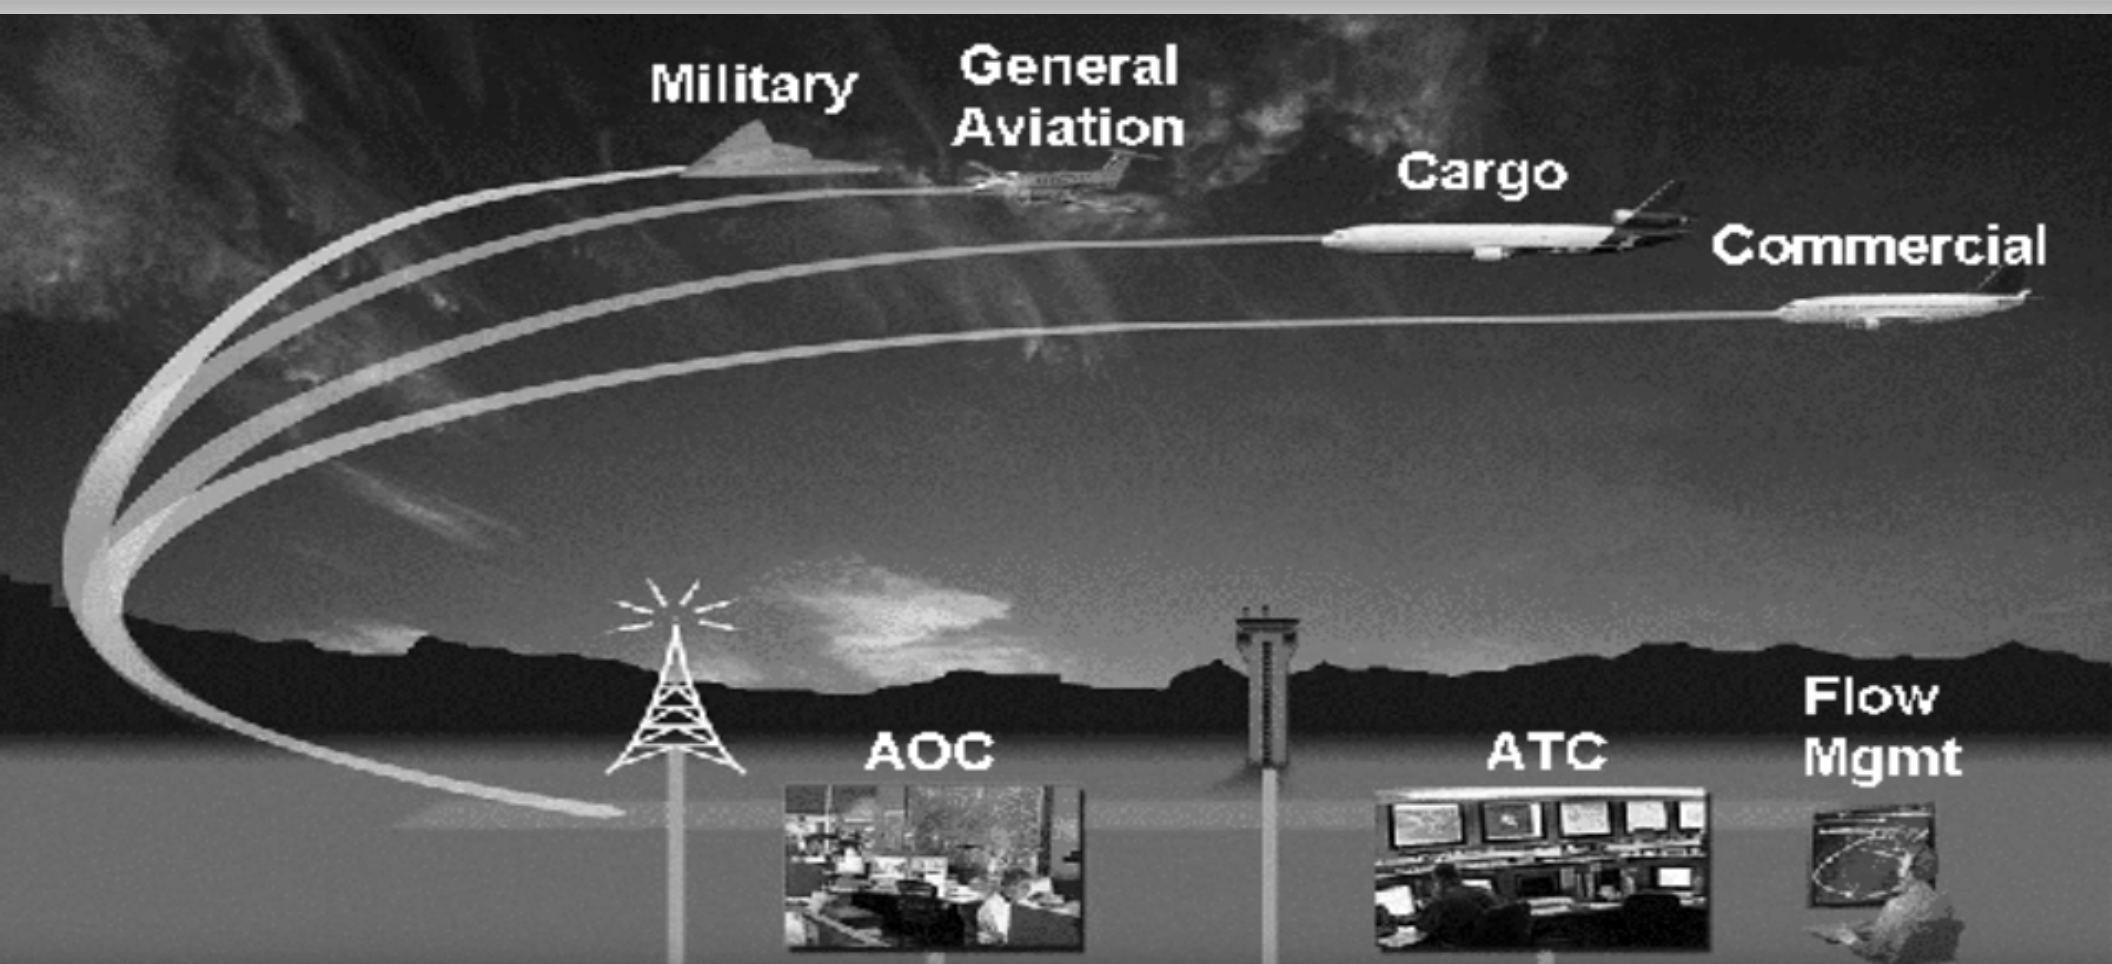 Military
General
Aviation
Cargo
Commercial
AOC
ATC
Flow
Mgmt